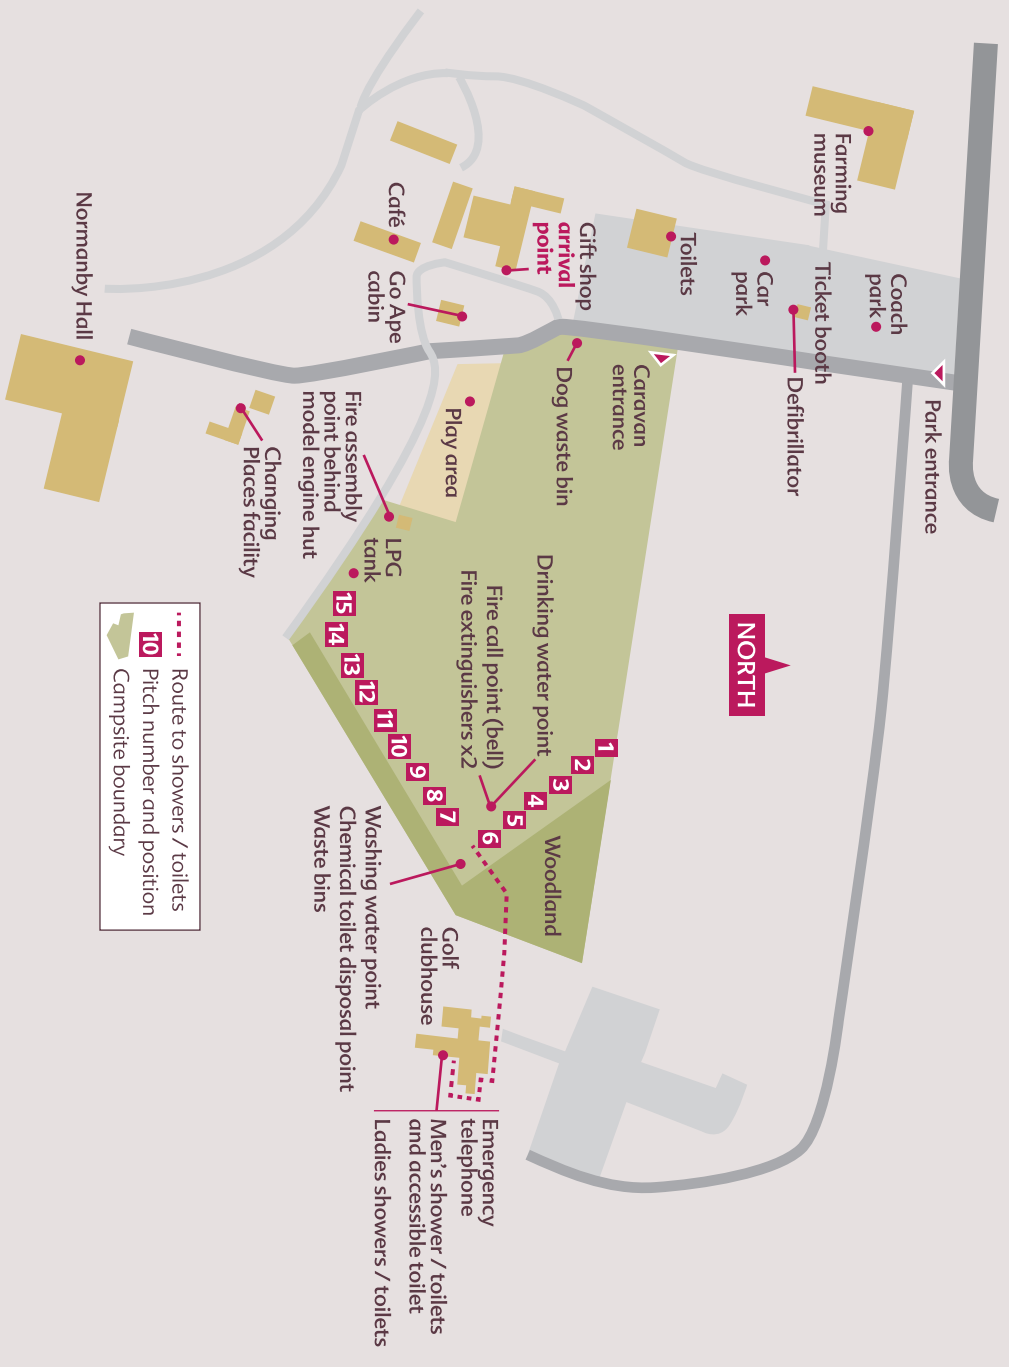 Farming
museum
Coach
park
Ticket booth
Car
park
Toilets
Gift shop
arrival
point
Café
Go Ape
cabin
Normanby Hall
Park entrance
Defibrillator
Caravan
entrance
Dog waste bin
Play area
Fire assembly
point behind
model engine hut
Changing
Places facility
LPG
tank
NORTH
Drinking water point
Fire call point (bell)
Fire extinguishers x2
1
2
3
4
5
6
7
8
9
10
11
12
13
14
15
Woodland
Washing water point
Chemical toilet disposal point
Waste bins
Golf
clubhouse
Emergency
telephone
Men's shower / toilets
and accessible toilet
Ladies showers / toilets
Route to showers / toilets
10 Pitch number and position
Campsite boundary